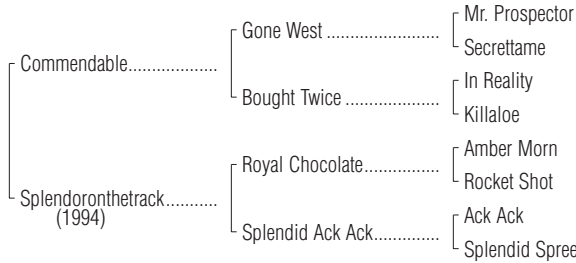 Mr. Prospector
Gone West
Secrettame
Commendable
In Reality
Bought Twice
Killaloe
Amber Morn
Royal Chocolate
Rocket Shot
Splendoronthetrack
(1994)
Ack Ack
Splendid Ack Ack
Splendid Spree